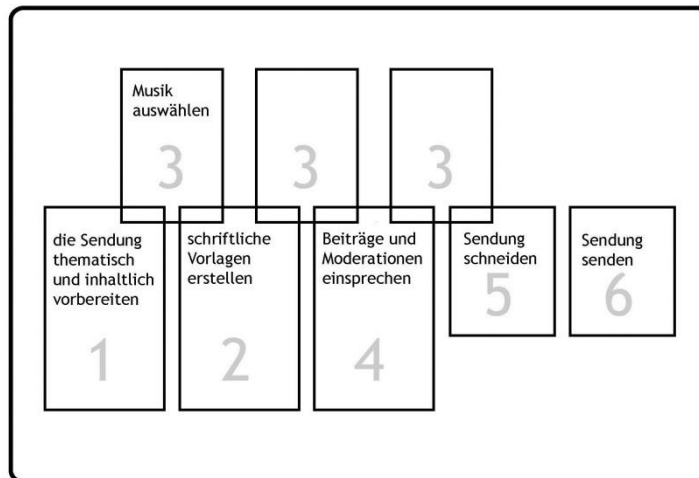 Musik
auswählen
3
3
3
die Sendung
thematisch
und inhaltlich
vorbereiten
1
schriftliche
Vorlagen
erstellen
2
Beiträge und
Moderationen
einsprechen
4
Sendung
schneiden
5
Sendung
senden
6